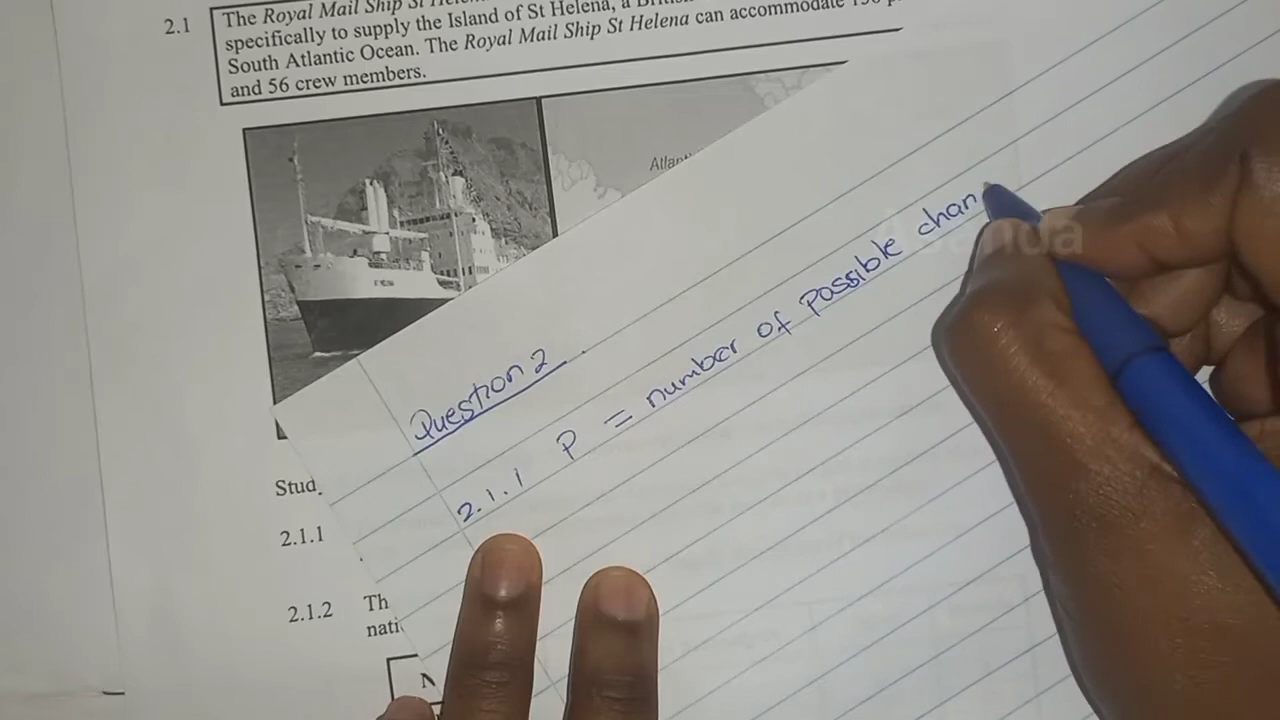 2.1 The Royal Mail Ship St
specifically to supply the Island of St Helena, a
South Atlantic Ocean. The Royal Mail Ship St Helena can accommodate
and 56 crew members.
Question 2
2.1.1 P = number of possible chan
Stud
2.1.1
2.1.2 Th
nati
N